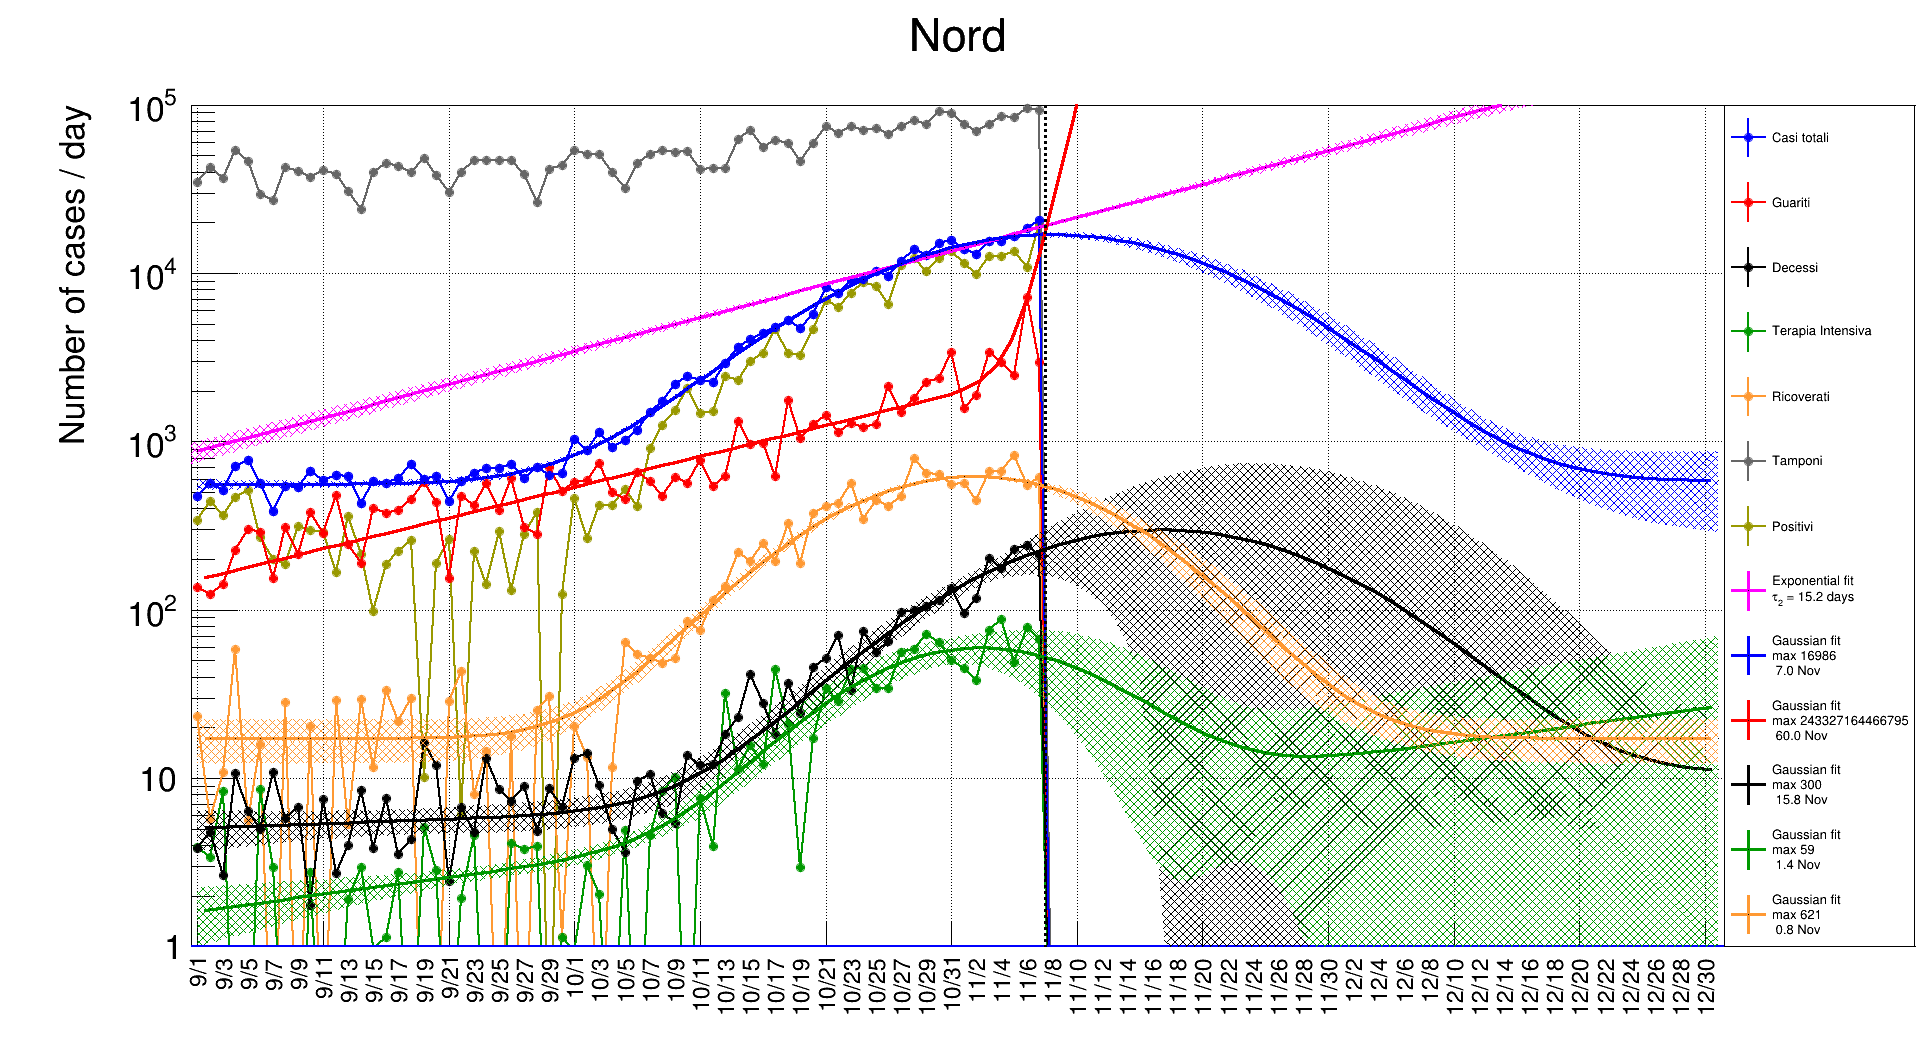 Nord
Number of cases / day
10^5
10^4
10^3
10^2
10
1
9/1
9/3
9/5
9/7
9/9
9/11
9/13
9/15
9/17
9/19
9/21
9/23
9/25
9/27
9/29
10/1
10/3
10/5
10/7
10/9
10/11
10/13
10/15
10/17
10/19
10/21
10/23
10/25
10/27
10/29
10/31
11/2
11/4
11/6
11/8
11/10
11/12
11/14
11/16
11/18
11/20
11/22
11/24
11/26
11/28
11/30
12/2
12/4
12/6
12/8
12/10
12/12
12/14
12/16
12/18
12/20
12/22
12/24
12/26
12/28
12/30
Casi totali
Guariti
Decessi
Terapia Intensiva
Ricoverati
Tamponi
Positivi
Exponential fit
τ2 = 15.2 days
Gaussian fit
max 16986
7.0 Nov
Gaussian fit
max 243327164466795
60.0 Nov
Gaussian fit
max 300
15.8 Nov
Gaussian fit
max 59
1.4 Nov
Gaussian fit
max 621
0.8 Nov